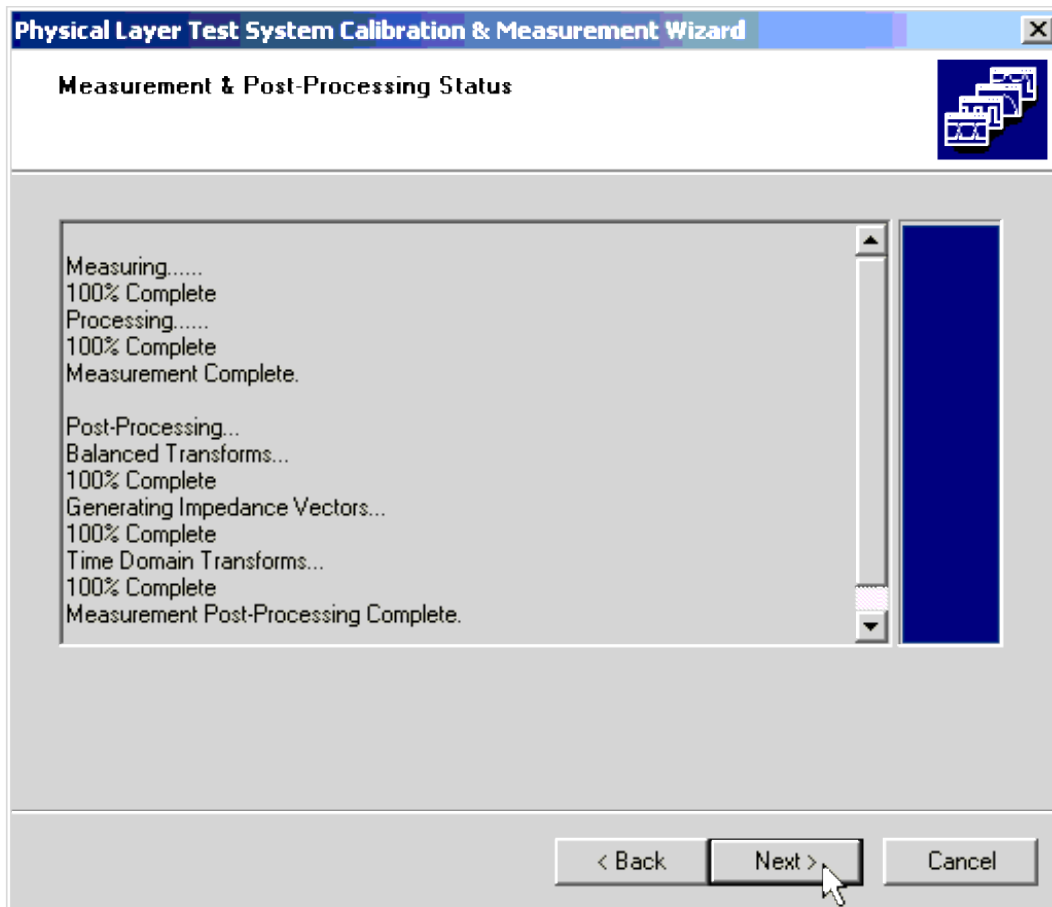 Physical Layer Test System Calibration & Measurement Wizard
Measurement & Post-Processing Status
Measuring......
100% Complete
Processing......
100% Complete
Measurement Complete.
Post-Processing...
Balanced Transforms...
100% Complete
Generating Impedance Vectors...
100% Complete
Time Domain Transforms...
100% Complete
Measurement Post-Processing Complete.
< Back
Next >
Cancel